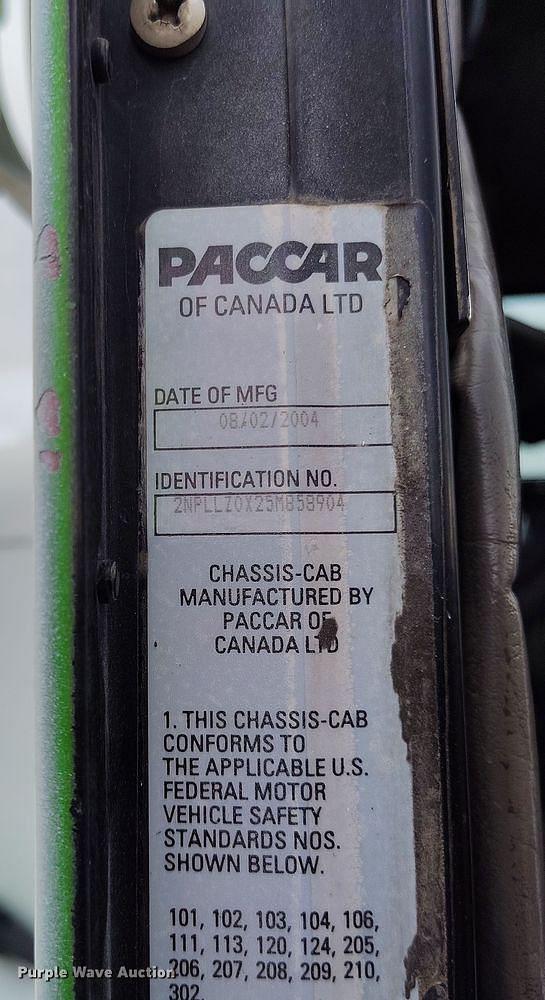 PACCAR
OF CANADA LTD
DATE OF MFG
08/02/2004
IDENTIFICATION NO.
2NPLLZ0X25M858904
CHASSIS-CAB
MANUFACTURED BY
PACCAR OF
CANADA LTD
1. THIS CHASSIS-CAB
CONFORMS TO
THE APPLICABLE U.S.
FEDERAL MOTOR
VEHICLE SAFETY
STANDARDS NOS.
SHOWN BELOW.
101, 102, 103, 104, 106,
111, 113, 120, 124, 205,
206, 207, 208, 209, 210,
302.
Purple Wave Auction